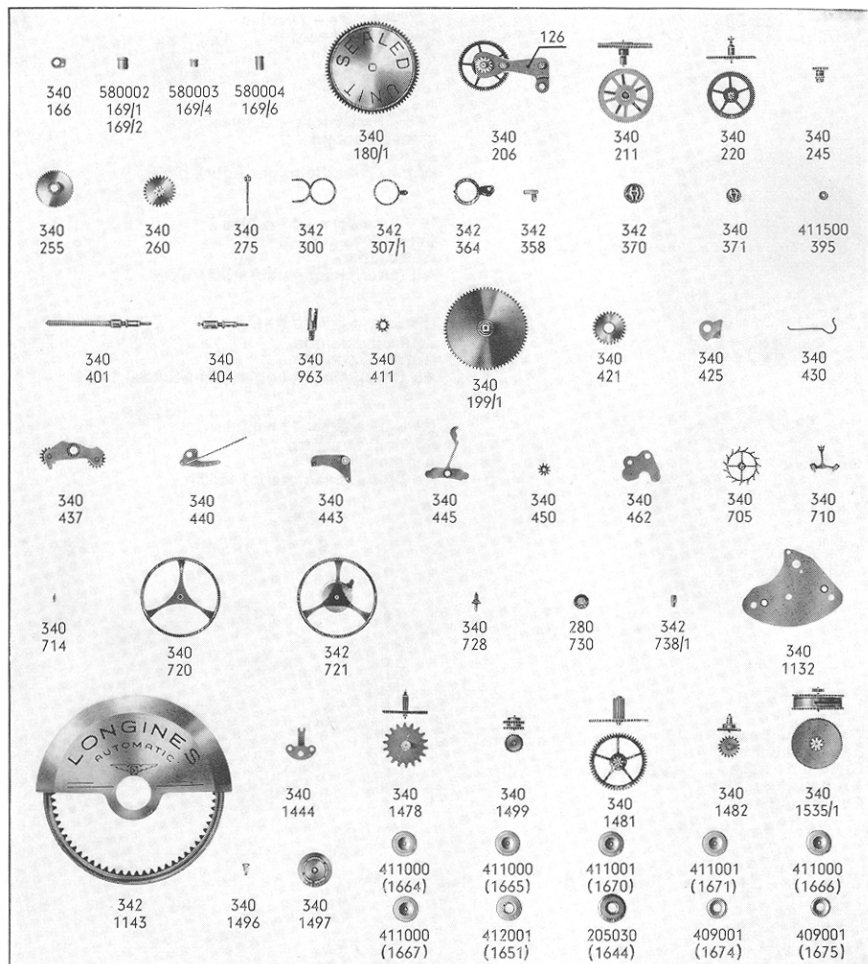 126
SEALED
UNIT
340 580002 580003 580004
166 169/1 169/4 169/6
169/2
340 340 340 340 340
180/1 206 211 220 245
340 340 340 342 342 342 342 342 340 411500
255 260 275 300 307/1 364 358 370 371 395
340 340 340 340 340 340 340 340
401 404 963 411 199/1 421 425 430
340 340 340 340 340 340 340 340
437 440 443 445 450 462 705 710
340 340 342 340 280 342 340
714 720 721 728 730 738/1 1132
LONGINES
AUTOMATIC
340 340 340 340 340 340
1444 1478 1499 1481 1482 1535/1
411000 411000 411001 411001 411000
(1664) (1665) (1670) (1671) (1666)
342 340 340
1143 1496 1497
411000 412001 205030 409001 409001
(1667) (1651) (1644) (1674) (1675)